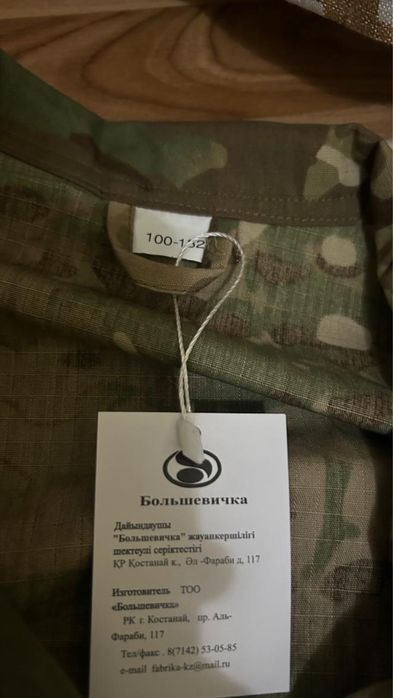 100-182
Большевичка
Дайындаушы
"Большевичка" жауапкершілігі
шектеулі серіктестігі
ҚР Қостанай к., Әл -Фараби д, 117
Изготовитель ТОО
«Большевичка»
РК г. Костанай, пр. Аль-
Фараби, 117
Тел/факс . 8(7142) 53-05-85
e-mail fabrika-kz@mail.ru